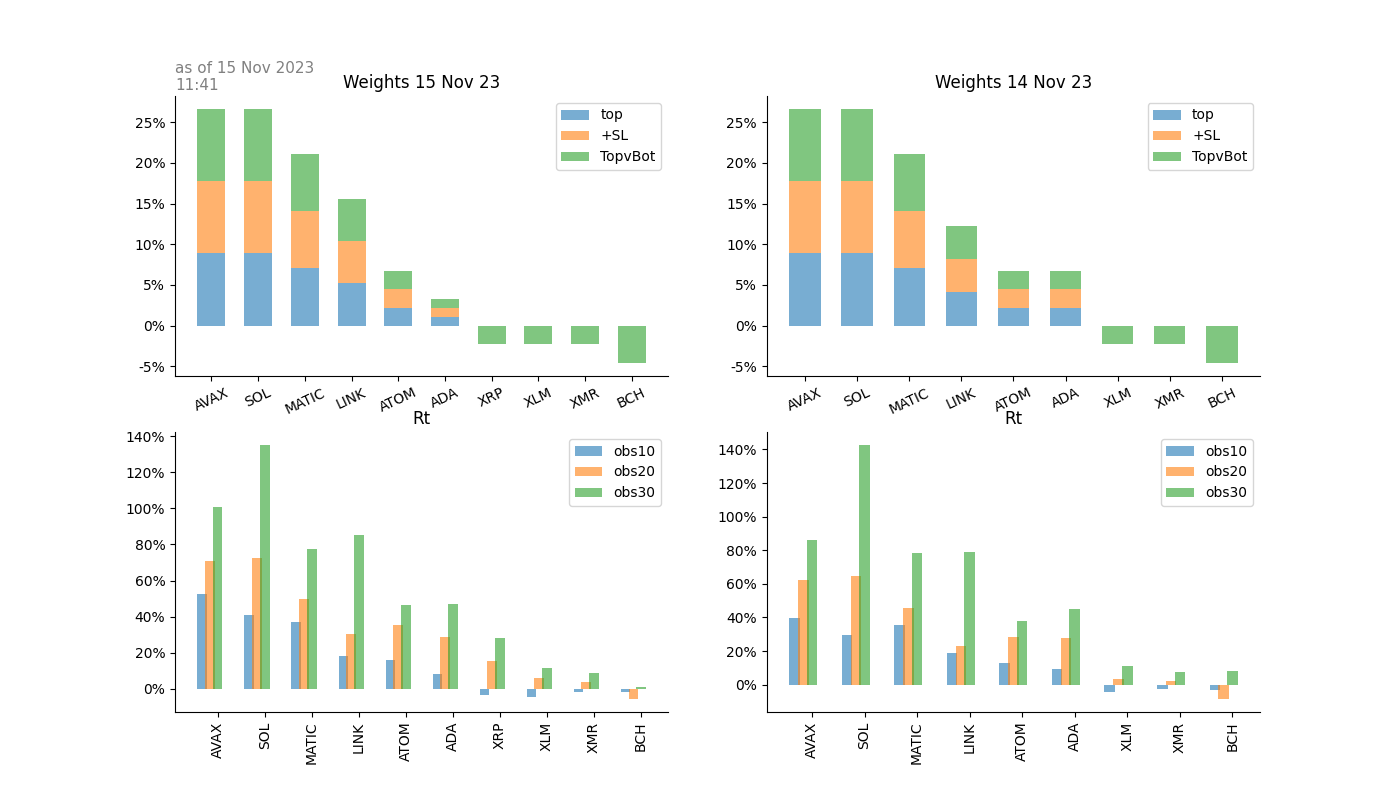 as of 15 Nov 2023
11:41
Weights 15 Nov 23
25%
20%
15%
10%
5%
0%
-5%
top
+SL
TopvBot
AVAX SOL MATIC LINK ATOM ADA XRP XLM XMR BCH
Weights 14 Nov 23
25%
20%
15%
10%
5%
0%
-5%
top
+SL
TopvBot
AVAX SOL MATIC LINK ATOM ADA XLM XMR BCH
Rt
140%
120%
100%
80%
60%
40%
20%
0%
obs10
obs20
obs30
AVAX SOL MATIC LINK ATOM ADA XRP XLM XMR BCH
Rt
140%
120%
100%
80%
60%
40%
20%
0%
obs10
obs20
obs30
AVAX SOL MATIC LINK ATOM ADA XLM XMR BCH